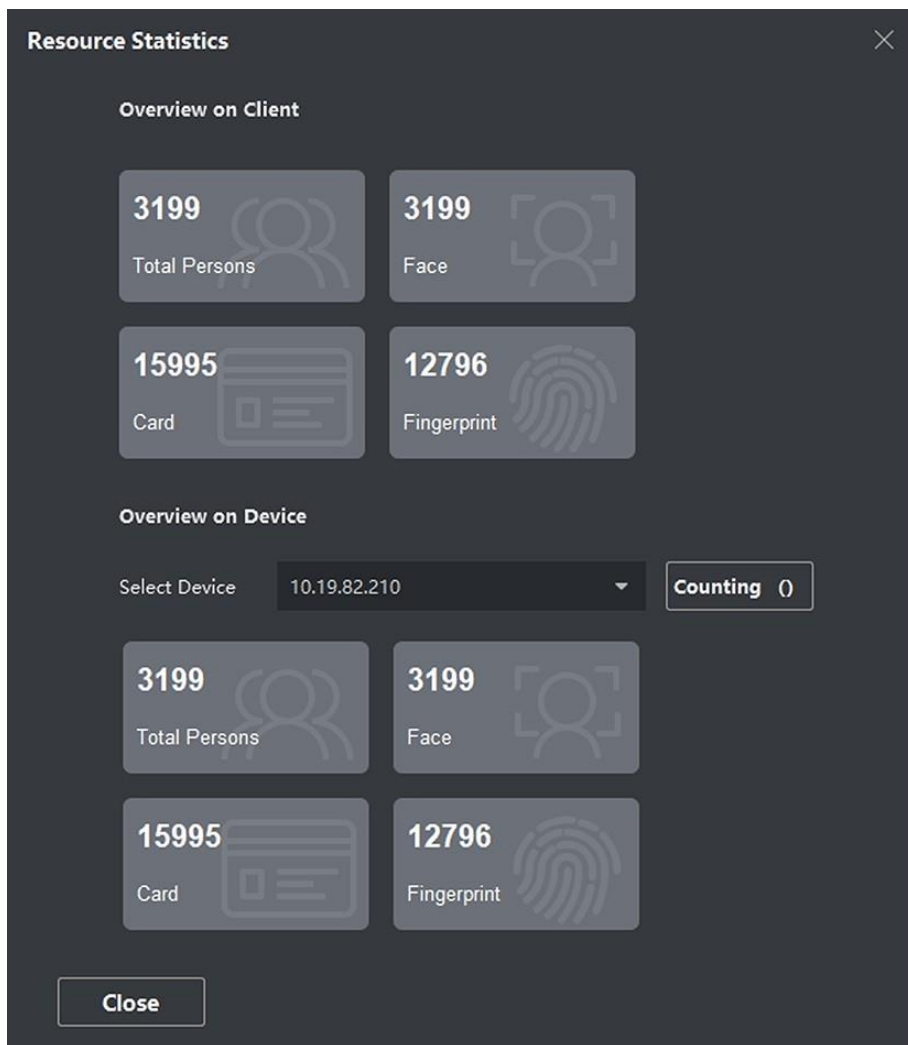 Resource Statistics
Overview on Client
3199
Total Persons
3199
Face
15995
Card
12796
Fingerprint
Overview on Device
Select Device 10.19.82.210 Counting ()
3199
Total Persons
3199
Face
15995
Card
12796
Fingerprint
Close